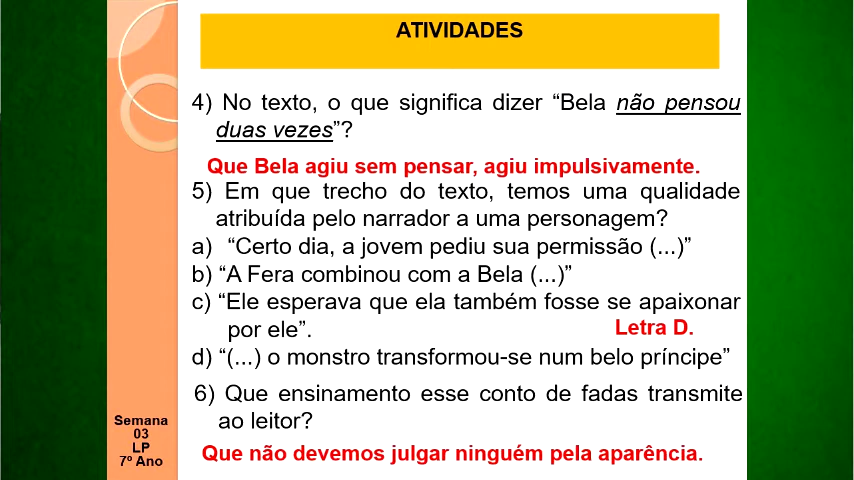 ATIVIDADES
4) No texto, o que significa dizer “Bela não pensou
duas vezes”?
Que Bela agiu sem pensar, agiu impulsivamente.
5) Em que trecho do texto, temos uma qualidade
atribuída pelo narrador a uma personagem?
a) “Certo dia, a jovem pediu sua permissão (...)”
b) “A Fera combinou com a Bela (...)”
c) “Ele esperava que ela também fosse se apaixonar
por ele”.
Letra D.
d) “(...) o monstro transformou-se num belo príncipe”
6) Que ensinamento esse conto de fadas transmite
ao leitor?
Que não devemos julgar ninguém pela aparência.
Semana
03
LP
7º Ano